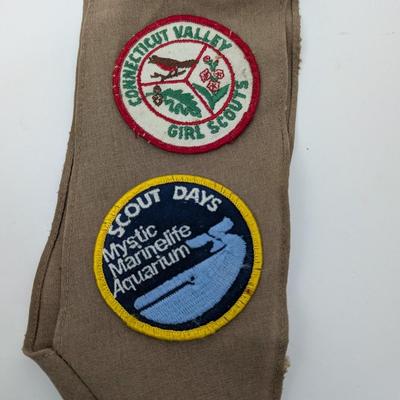 CONNECTICUT VALLEY
GIRL SCOUTS
SCOUT DAYS
Mystic
Marinelife
Aquarium